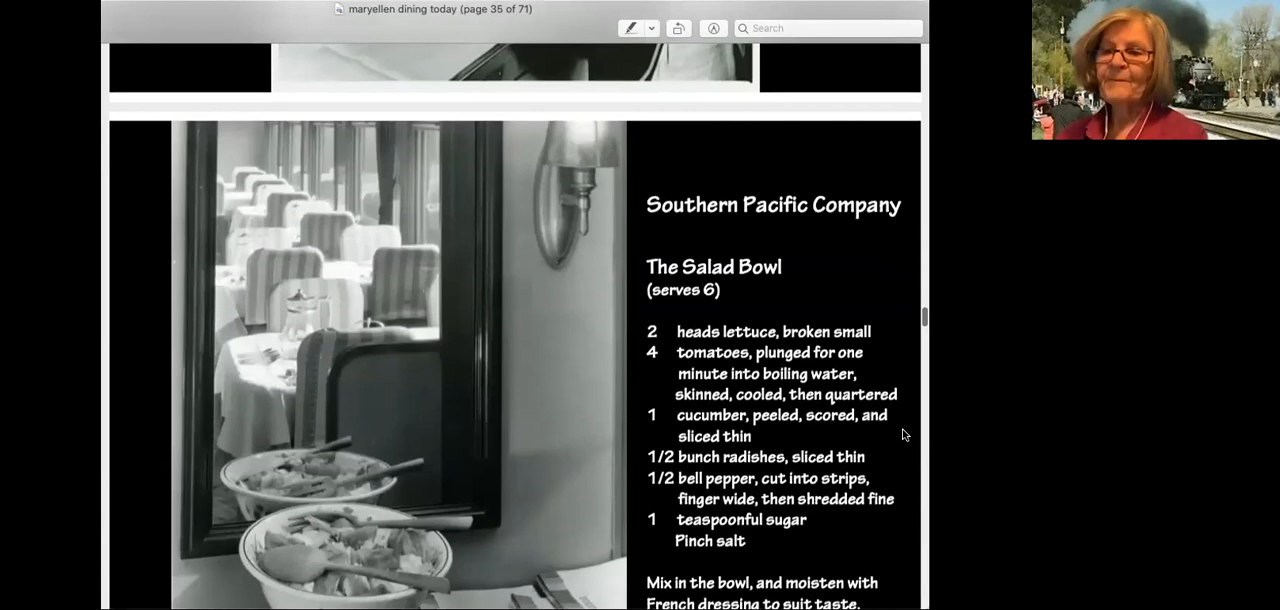 maryellen dining today (page 35 of 71)
Search
Southern Pacific Company
The Salad Bowl
(serves 6)
2 heads lettuce, broken small
4 tomatoes, plunged for one
minute into boiling water,
skinned, cooled, then quartered
1 cucumber, peeled, scored, and
sliced thin
1/2 bunch radishes, sliced thin
1/2 bell pepper, cut into strips,
finger wide, then shredded fine
1 teaspoonful sugar
Pinch salt
Mix in the bowl, and moisten with
French dressing to suit taste.